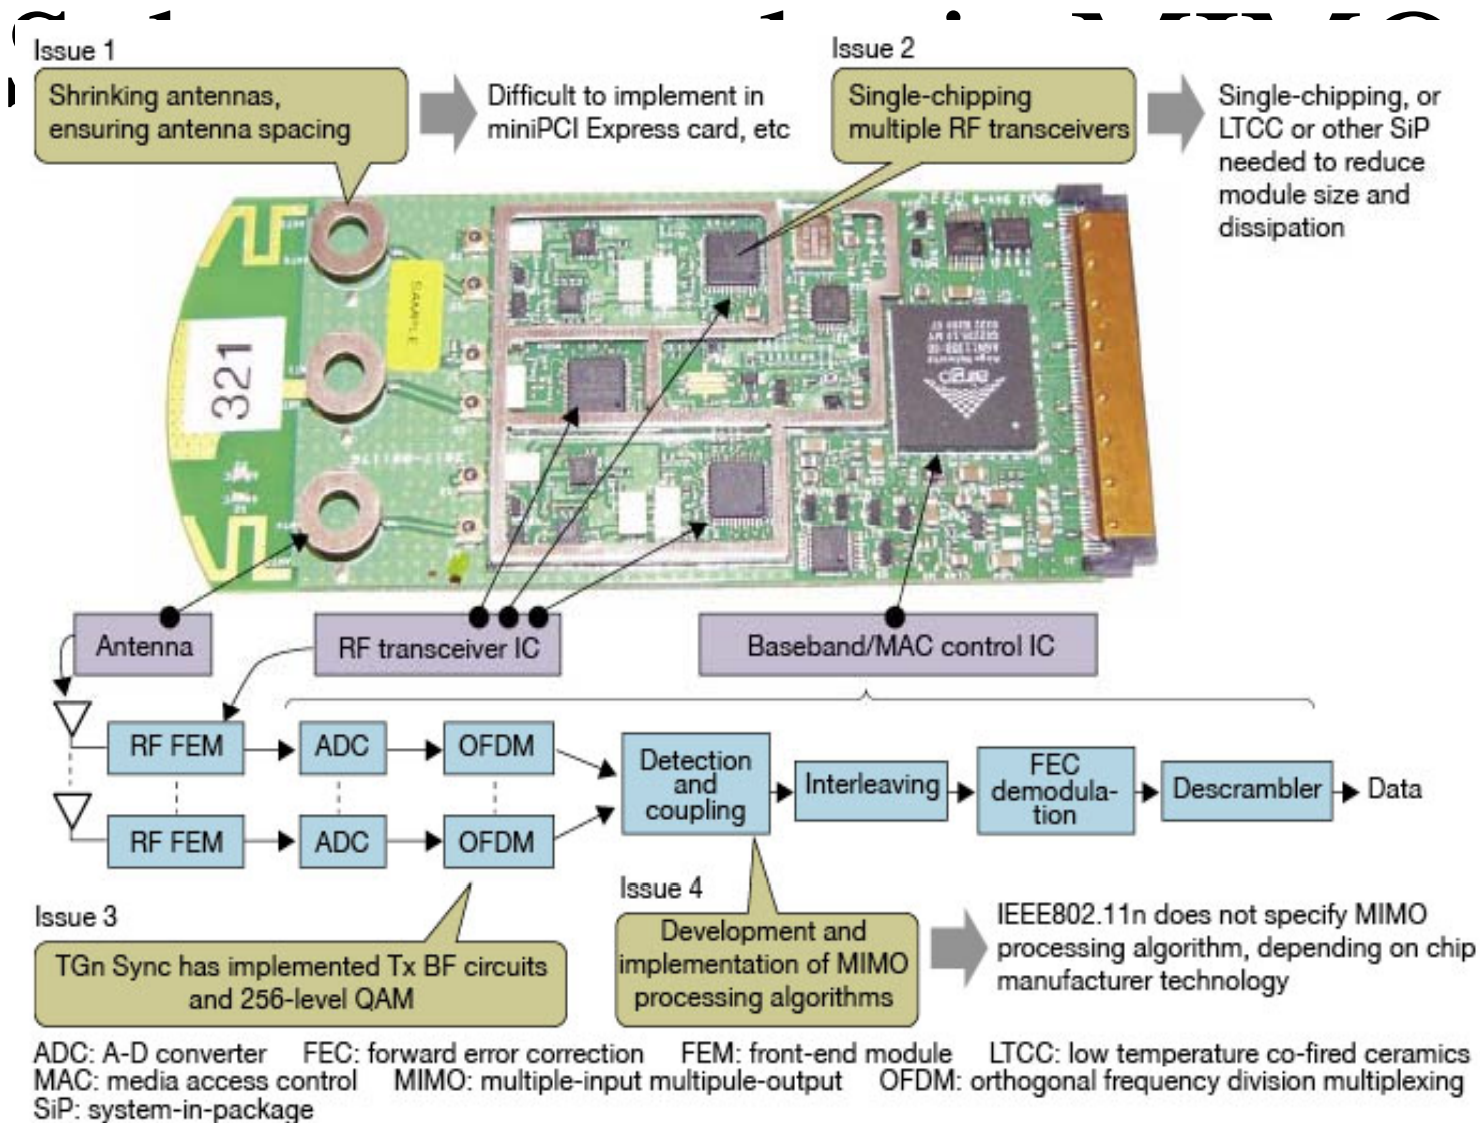 MIMO
Issue 1
Shrinking antennas,
ensuring antenna spacing
Difficult to implement in
miniPCI Express card, etc
Issue 2
Single-chipping
multiple RF transceivers
Single-chipping, or
LTCC or other SiP
needed to reduce
module size and
dissipation
SAMPLE
321
Antenna
RF transceiver IC
Baseband/MAC control IC
RF FEM
ADC
OFDM
RF FEM
ADC
OFDM
Detection
and
coupling
Interleaving
FEC
demodula-
tion
Descrambler
Data
Issue 3
TGn Sync has implemented Tx BF circuits
and 256-level QAM
Issue 4
Development and
implementation of MIMO
processing algorithms
IEEE802.11n does not specify MIMO
processing algorithm, depending on chip
manufacturer technology
ADC: A-D converter FEC: forward error correction FEM: front-end module LTCC: low temperature co-fired ceramics
MAC: media access control MIMO: multiple-input multipule-output OFDM: orthogonal frequency division multiplexing
SiP: system-in-package